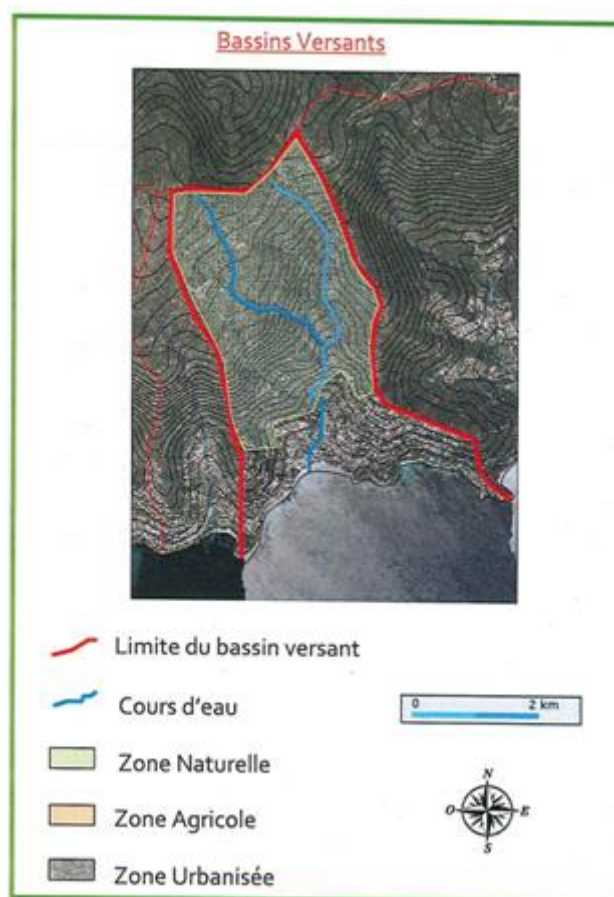 Bassins Versants
Limite du bassin versant
Cours d'eau
0 2 km
Zone Naturelle
N
O E
S
Zone Agricole
Zone Urbanisée